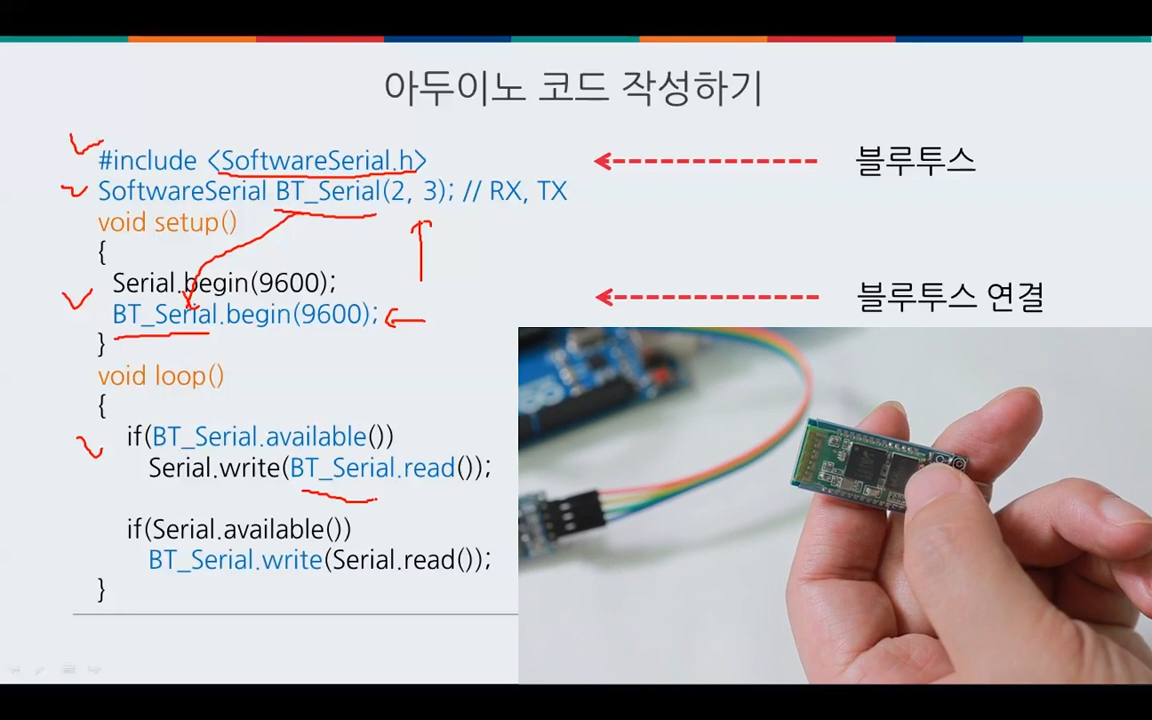 아두이노 코드 작성하기
#include <SoftwareSerial.h>
블루투스
SoftwareSerial BT_Serial(2, 3); // RX, TX
void setup()
{
Serial.begin(9600);
BT_Serial.begin(9600);
블루투스 연결
}
void loop()
{
if(BT_Serial.available())
Serial.write(BT_Serial.read());
if(Serial.available())
BT_Serial.write(Serial.read());
}